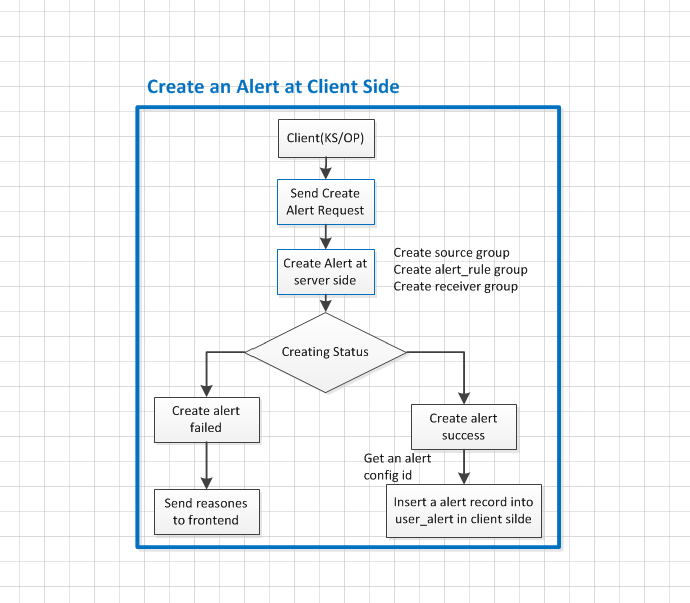 Create an Alert at Client Side
Client(KS/OP)
Send Create
Alert Request
Create Alert at
server side
Create source group
Create alert_rule group
Create receiver group
Creating Status
Create alert
failed
Create alert
success
Get an alert
config id
Send reasones
to frontend
Insert a alert record into
user_alert in client silde